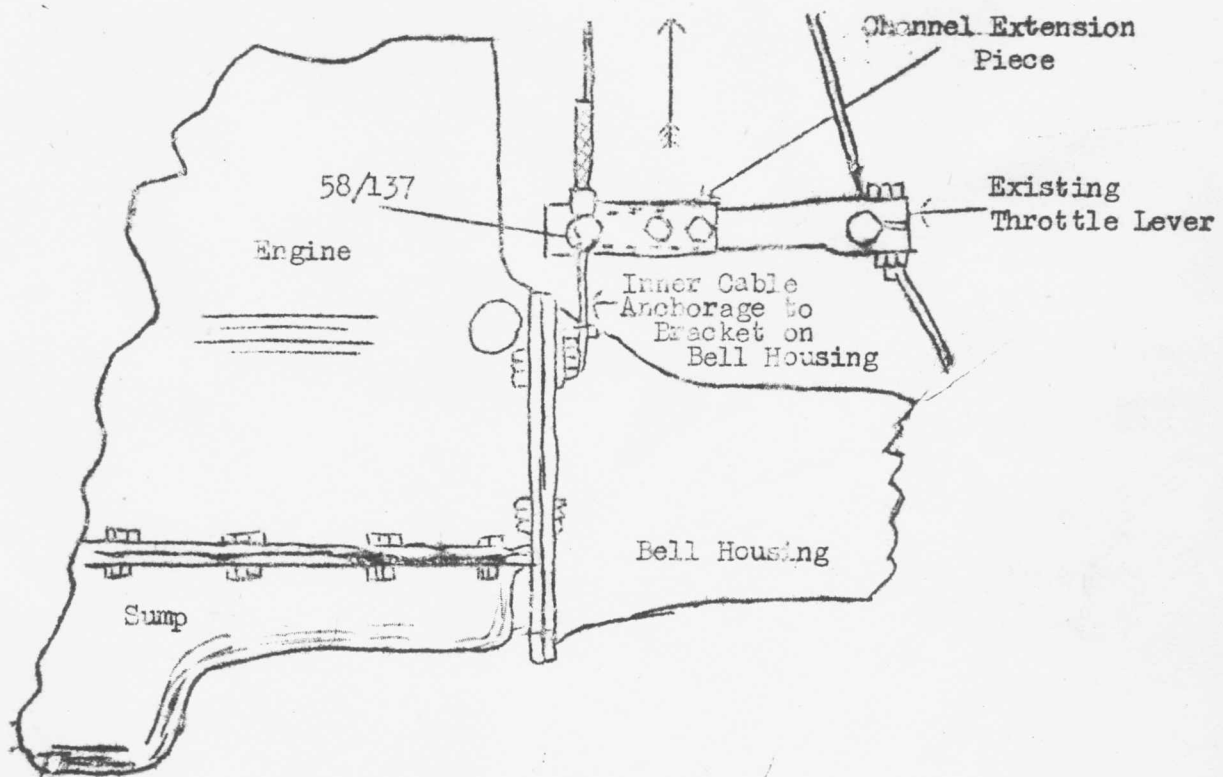 Channel Extension
Piece
58/137
Existing
Throttle Lever
Engine
Inner Cable
Anchorage to
Bracket on
Bell Housing
Bell Housing
Sump